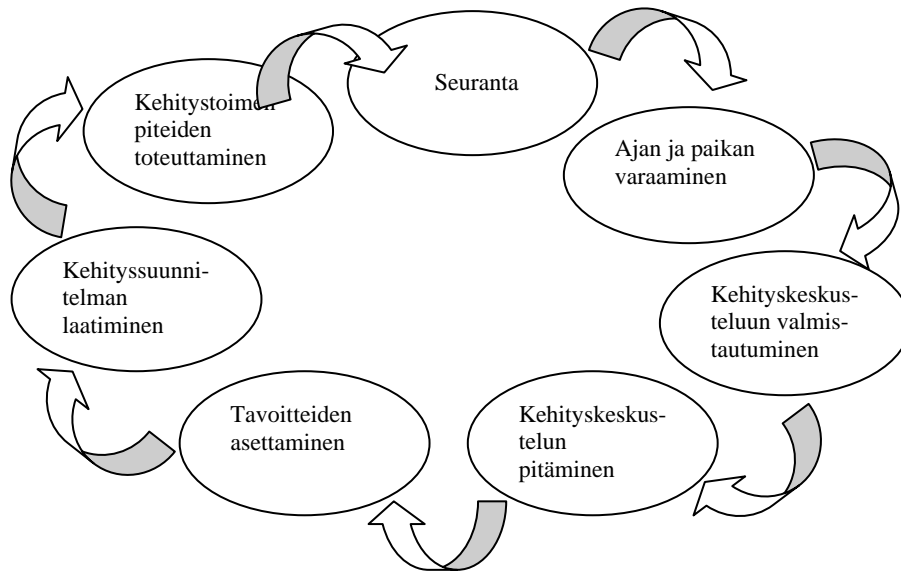 Seuranta
Ajan ja paikan
varaaminen
Kehityskeskus-
teluun valmis-
tautuminen
Kehityskeskus-
telun
pitäminen
Tavoitteiden
asettaminen
Kehityssuunni-
telman
laatiminen
Kehitystoimen
piteiden
toteuttaminen